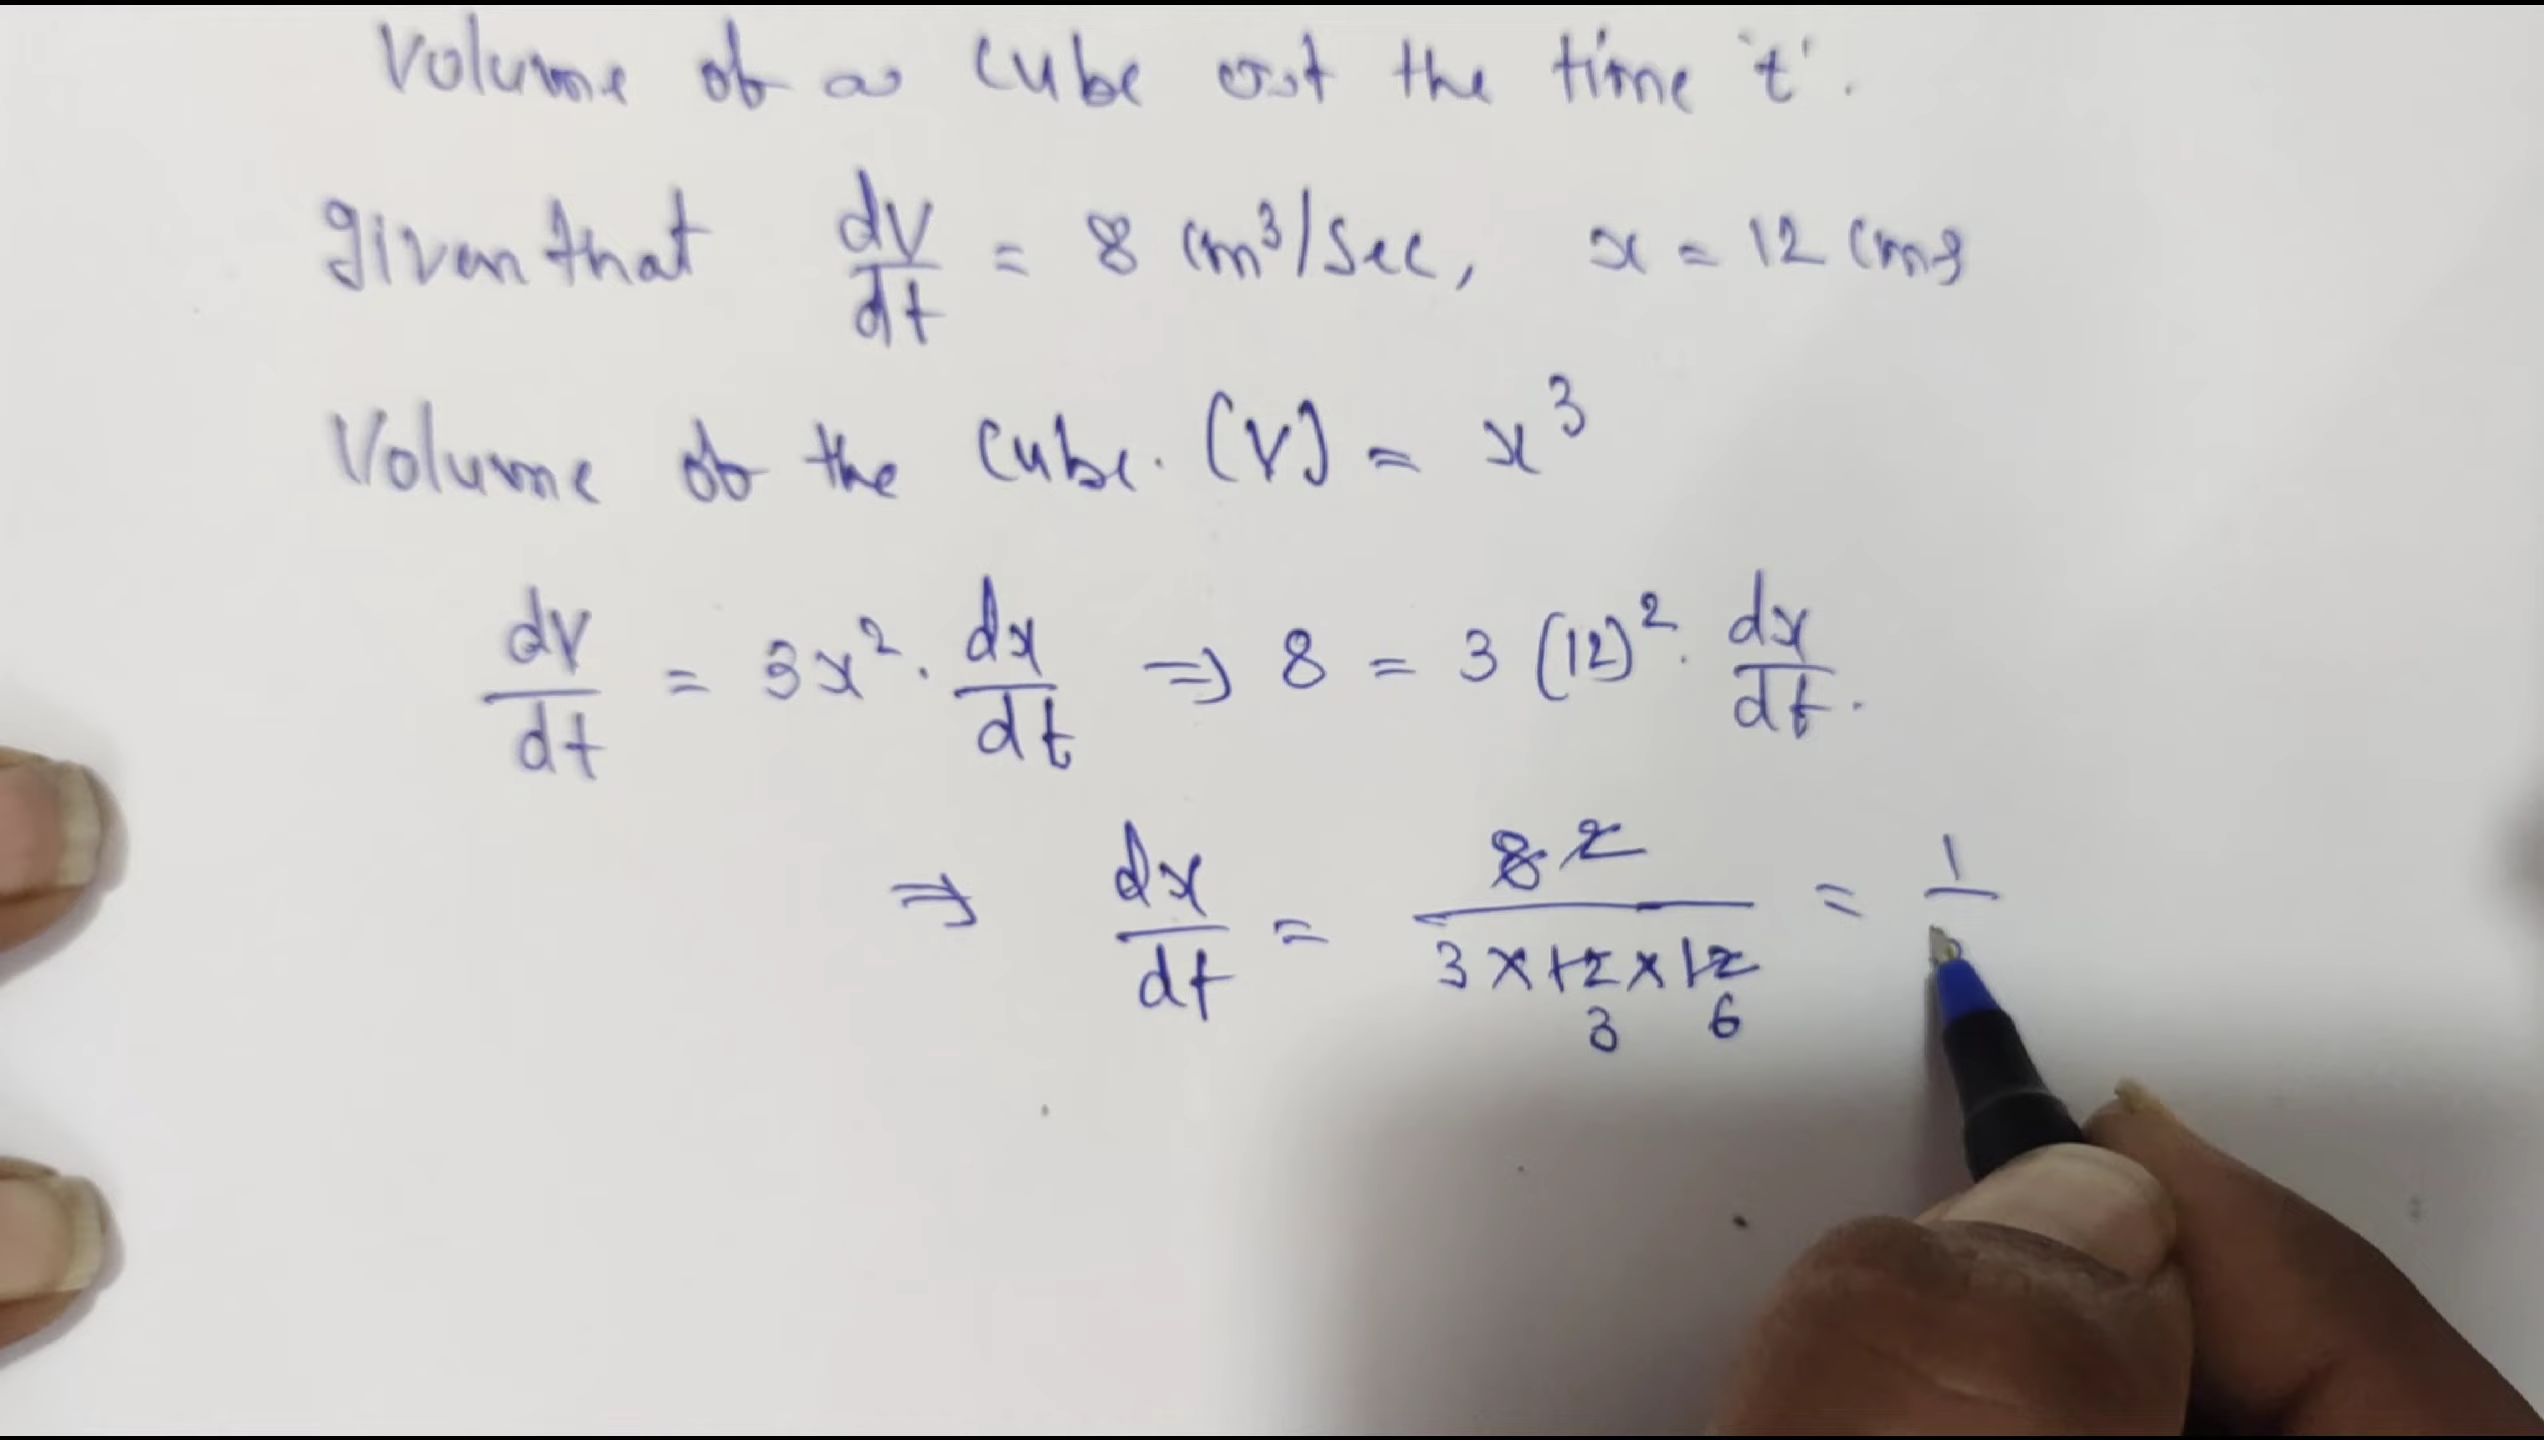 Volume of a cube at the time 't'.
given that dv/dt = 8 cm³/sec, x = 12 cms
Volume of the cube. (V) = x³
dv/dt = 3x² · dx/dt ⇒ 8 = 3 (12)² · dx/dt.
⇒ dx/dt = 8 2 / 3 × 12 × 12 3 6 = 1 /